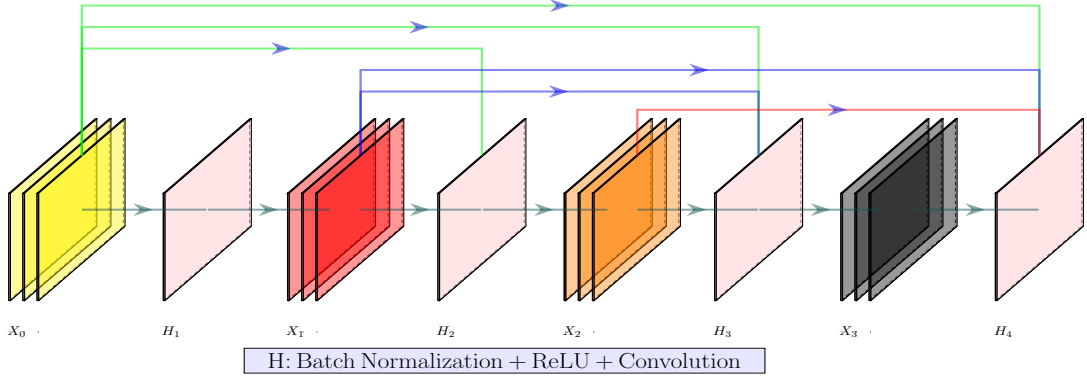 X₀ . H₁ X₁ . H₂ X₂ . H₃ X₃ . H₄
H: Batch Normalization + ReLU + Convolution